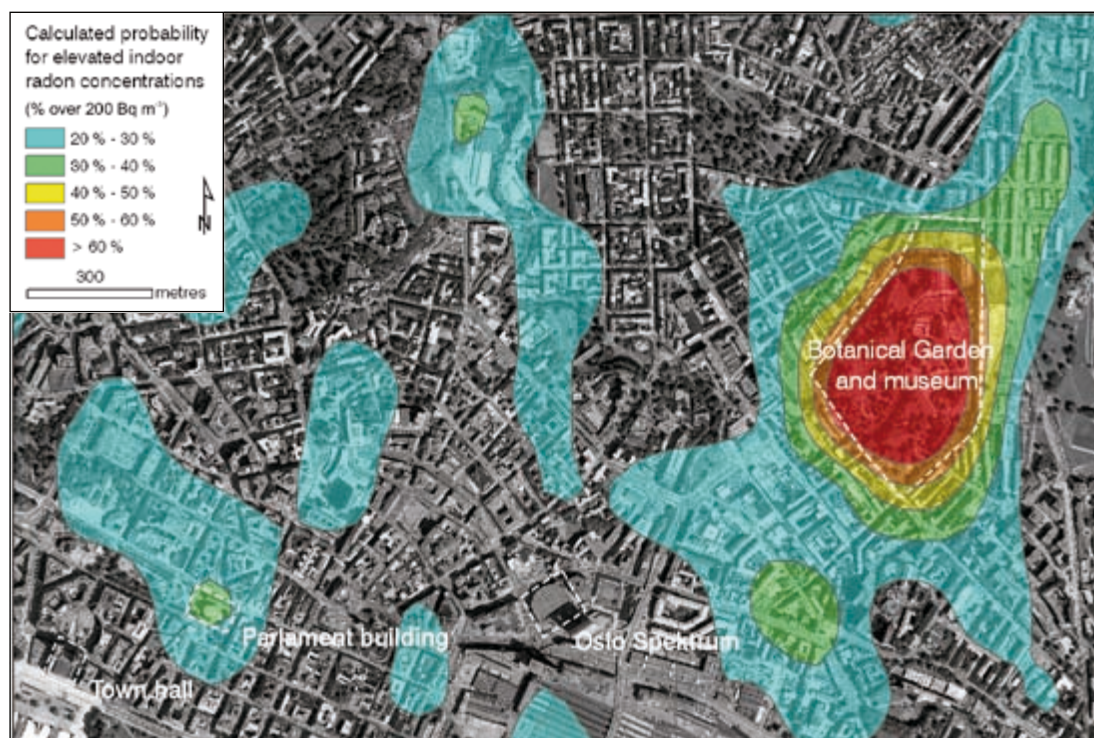 Calculated probability
for elevated indoor
radon concentrations
(% over 200 Bq m⁻³)
20 % - 30 %
30 % - 40 %
40 % - 50 %
50 % - 60 %
> 60 %
N
300
metres
Botanical Garden
and museum
Parlament building
Oslo Spektrum
Town hall